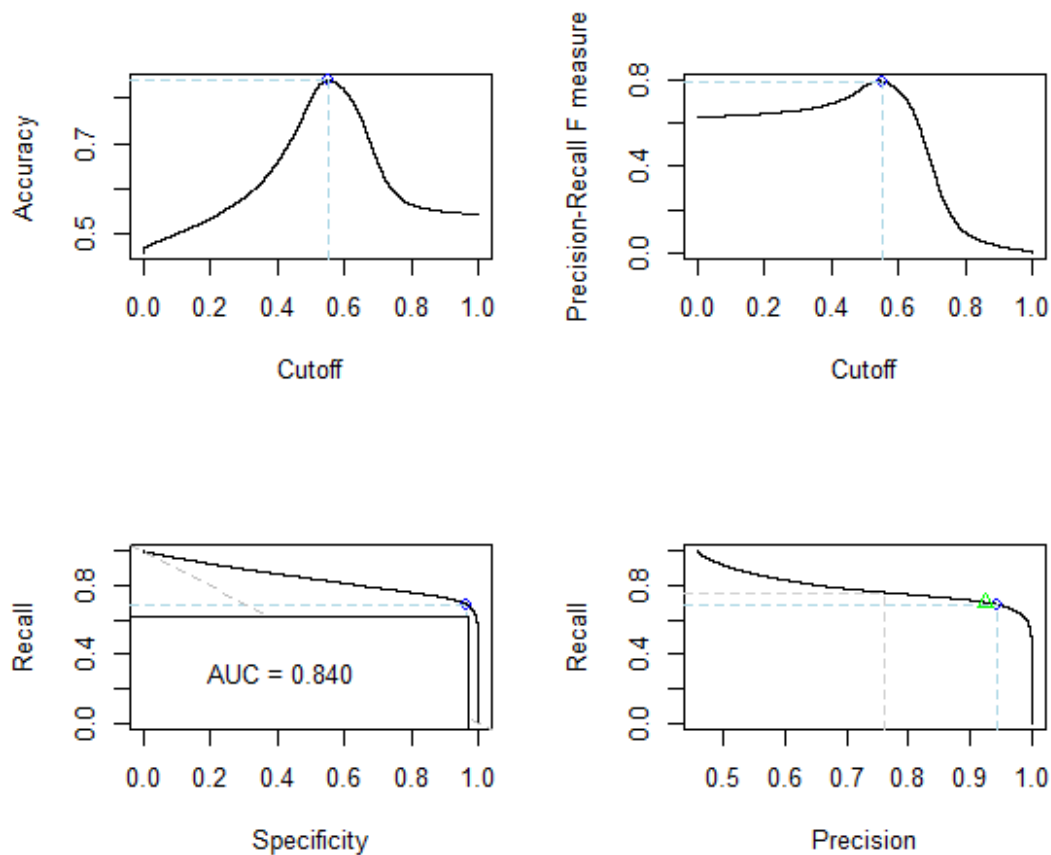 Accuracy
0.5 0.7
0.0 0.2 0.4 0.6 0.8 1.0
Cutoff
Precision-Recall F measure
0.0 0.4 0.8
0.0 0.2 0.4 0.6 0.8 1.0
Cutoff
Recall
0.0 0.4 0.8
AUC = 0.840
0.0 0.2 0.4 0.6 0.8 1.0
Specificity
Recall
0.0 0.4 0.8
0.5 0.6 0.7 0.8 0.9 1.0
Precision